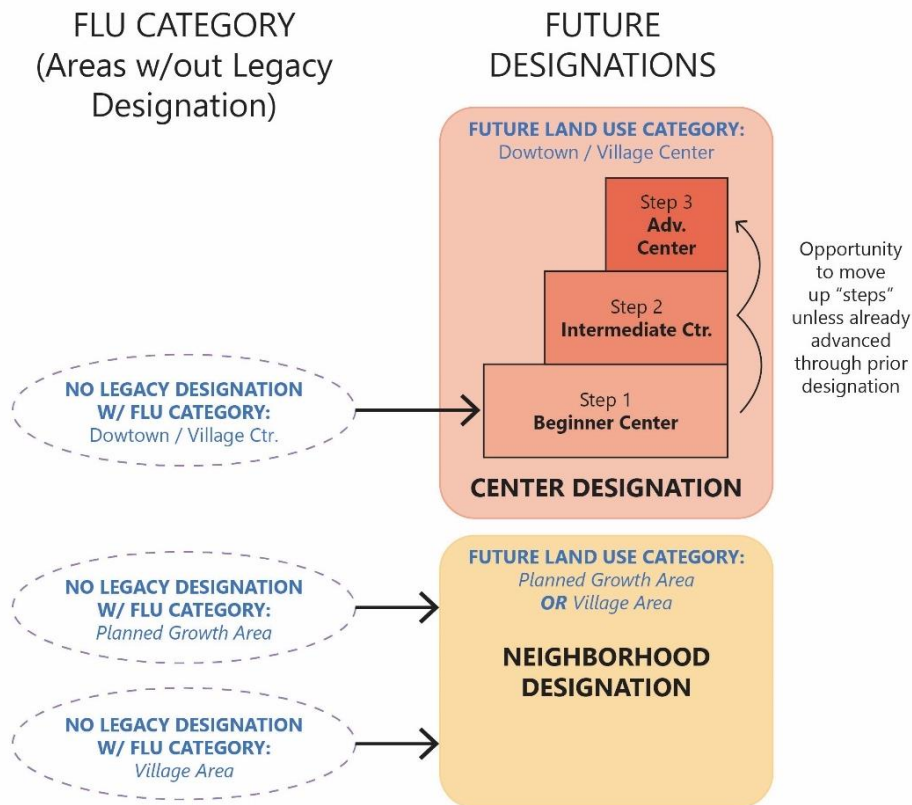 FLU CATEGORY
(Areas w/out Legacy
Designation)
FUTURE
DESIGNATIONS
FUTURE LAND USE CATEGORY:
Dowtown / Village Center
Step 3
Adv.
Center
Step 2
Intermediate Ctr.
Step 1
Beginner Center
CENTER DESIGNATION
Opportunity
to move
up “steps”
unless already
advanced
through prior
designation
NO LEGACY DESIGNATION
W/ FLU CATEGORY:
Dowtown / Village Ctr.
NO LEGACY DESIGNATION
W/ FLU CATEGORY:
Planned Growth Area
FUTURE LAND USE CATEGORY:
Planned Growth Area
OR Village Area
NEIGHBORHOOD
DESIGNATION
NO LEGACY DESIGNATION
W/ FLU CATEGORY:
Village Area